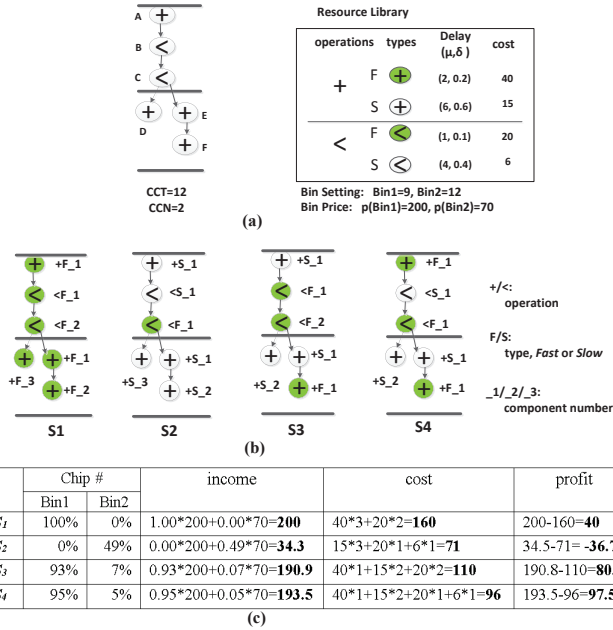 Resource Library
operations types Delay (μ,δ ) cost
+ F + (2, 0.2) 40
S + (6, 0.6) 15
< F < (1, 0.1) 20
S < (4, 0.4) 6
Bin Setting: Bin1=9, Bin2=12
Bin Price: p(Bin1)=200, p(Bin2)=70
A +
B <
C <
+ + E
D
+ F
CCT=12
CCN=2
(a)
+ +F_1
< <F_1
< <F_2
+ + +F_1
+F_3
+ +F_2
S1
+ +S_1
< <S_1
< <F_1
+ + +S_1
+S_3
+ +S_2
S2
+ +S_1
< <F_1
< <F_2
+ + +S_1
+S_2
+ +F_1
S3
+ +F_1
< <S_1
< <F_1
+ + +S_1
+S_2
+ +F_1
S4
+/<:
operation
F/S:
type, Fast or Slow
_1/_2/_3:
component number
(b)
Chip # income cost profit
Bin1 Bin2
100% 0% 1.00*200+0.00*70=200 40*3+20*2=160 200-160=40
0% 49% 0.00*200+0.49*70=34.3 15*3+20*1+6*1=71 34.5-71= -36.7
93% 7% 0.93*200+0.07*70=190.9 40*1+15*2+20*2=110 190.8-110=80.
95% 5% 0.95*200+0.05*70=193.5 40*1+15*2+20*1+6*1=96 193.5-96=97.5
(c)